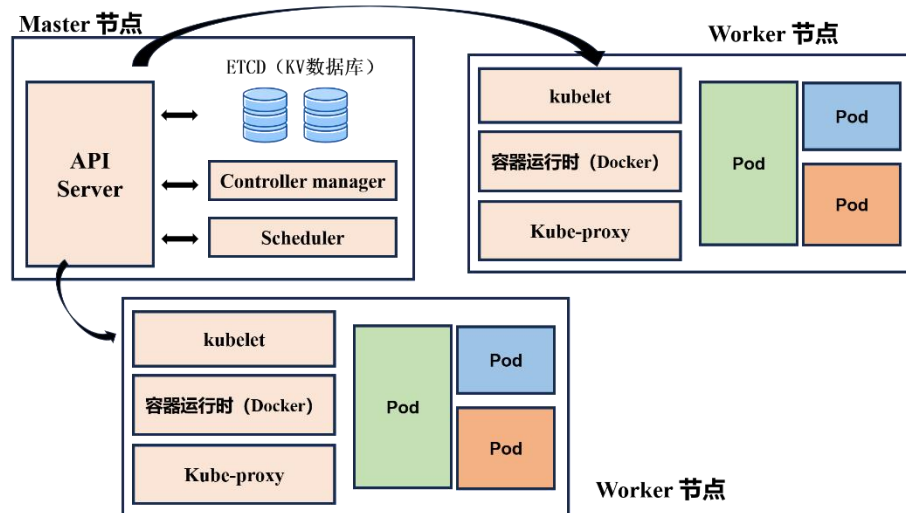 Master 节点
ETCD（KV数据库）
API
Server
Controller manager
Scheduler
Worker 节点
kubelet
容器运行时（Docker）
Kube-proxy
Pod
Pod
Pod
kubelet
容器运行时（Docker）
Kube-proxy
Pod
Pod
Pod
Worker 节点